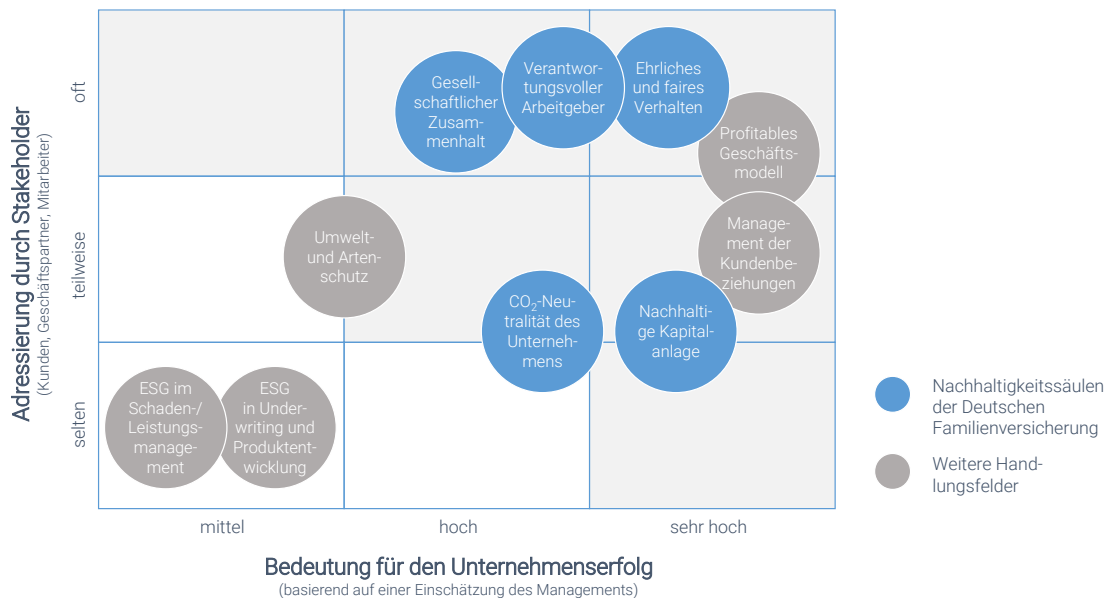 Adressierung durch Stakeholder
(Kunden, Geschäftspartner, Mitarbeiter)
oft
teilweise
selten
Gesell-
schaftlicher
Zusam-
menhalt
Verantwor-
tungsvoller
Arbeitgeber
Ehrliches
und faires
Verhalten
Profitables
Geschäfts-
modell
Umwelt-
und Arten-
schutz
Manage-
ment der
Kundenbe-
ziehungen
CO₂-Neu-
tralität des
Unterneh-
mens
Nachhalti-
ge Kapital-
anlage
ESG im
Schaden-/
Leistungs-
manage-
ment
ESG
in Under-
writing und
Produktent-
wicklung
mittel
hoch
sehr hoch
Bedeutung für den Unternehmenserfolg
(basierend auf einer Einschätzung des Managements)
Nachhaltigkeitssäulen
der Deutschen
Familienversicherung
Weitere Hand-
lungsfelder